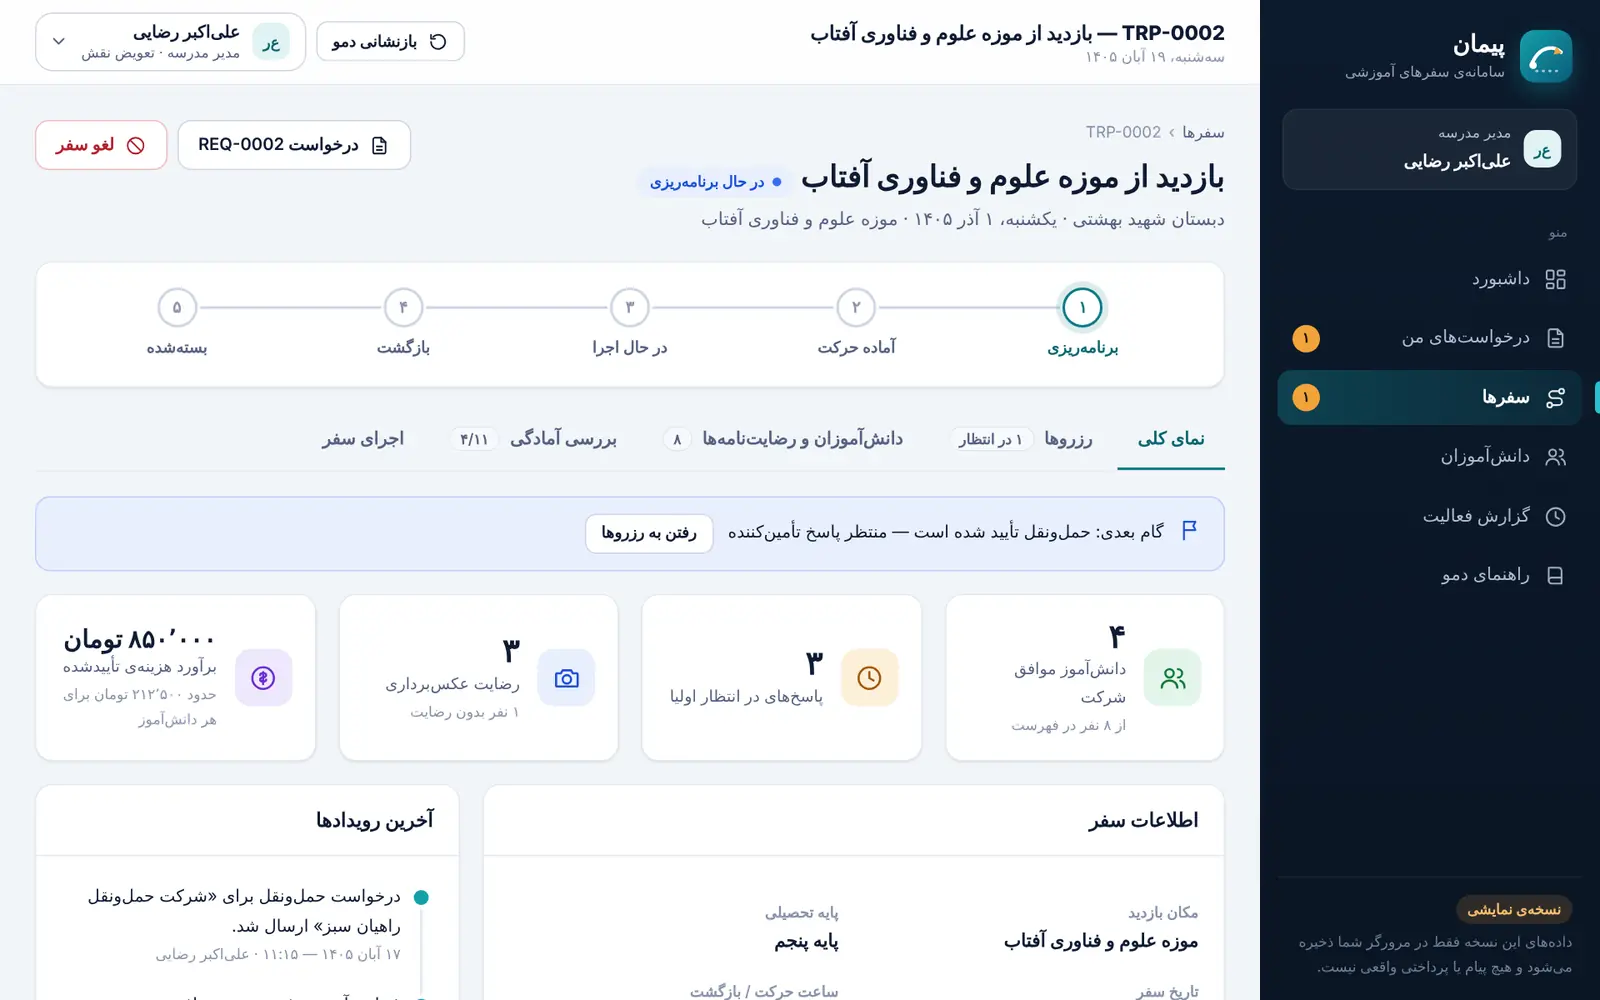 پیمان
سامانه‌ی سفرهای آموزشی
عر
مدیر مدرسه
علی‌اکبر رضایی
منو
داشبورد
درخواست‌های من
۱
سفرها
۱
دانش‌آموزان
گزارش فعالیت
راهنمای دمو
نسخه‌ی نمایشی
داده‌های این نسخه فقط در مرورگر شما ذخیره
می‌شود و هیچ پیام یا پرداختی واقعی نیست.
TRP-0002 — بازدید از موزه علوم و فناوری آفتاب
سه‌شنبه، ۱۹ آبان ۱۴۰۵
بازنشانی دمو
عر
علی‌اکبر رضایی
مدیر مدرسه · تعویض نقش
سفرها › TRP-0002
بازدید از موزه علوم و فناوری آفتاب
در حال برنامه‌ریزی
دبستان شهید بهشتی · یکشنبه، ۱ آذر ۱۴۰۵ · موزه علوم و فناوری آفتاب
درخواست REQ-0002
لغو سفر
۱
برنامه‌ریزی
۲
آماده حرکت
۳
در حال اجرا
۴
بازگشت
۵
بسته‌شده
نمای کلی
رزروها
۱ در انتظار
دانش‌آموزان و رضایت‌نامه‌ها
۸
بررسی آمادگی
۴/۱۱
اجرای سفر
گام بعدی: حمل‌ونقل تأیید شده است — منتظر پاسخ تأمین‌کننده
رفتن به رزروها
۴
دانش‌آموز موافق
شرکت
از ۸ نفر در فهرست
۳
پاسخ‌های در انتظار اولیا
۳
رضایت عکس‌برداری
۱ نفر بدون رضایت
۸۵۰٬۰۰۰ تومان
برآورد هزینه‌ی تأییدشده
حدود ۲۱۲٬۵۰۰ تومان برای
هر دانش‌آموز
اطلاعات سفر
مکان بازدید
موزه علوم و فناوری آفتاب
پایه تحصیلی
پایه پنجم
تاریخ سفر
ساعت حرکت / بازگشت
آخرین رویدادها
درخواست حمل‌ونقل برای «شرکت حمل‌ونقل
راهیان سبز» ارسال شد.
۱۷ آبان ۱۴۰۵ — ۱۱:۱۵ · علی‌اکبر رضایی